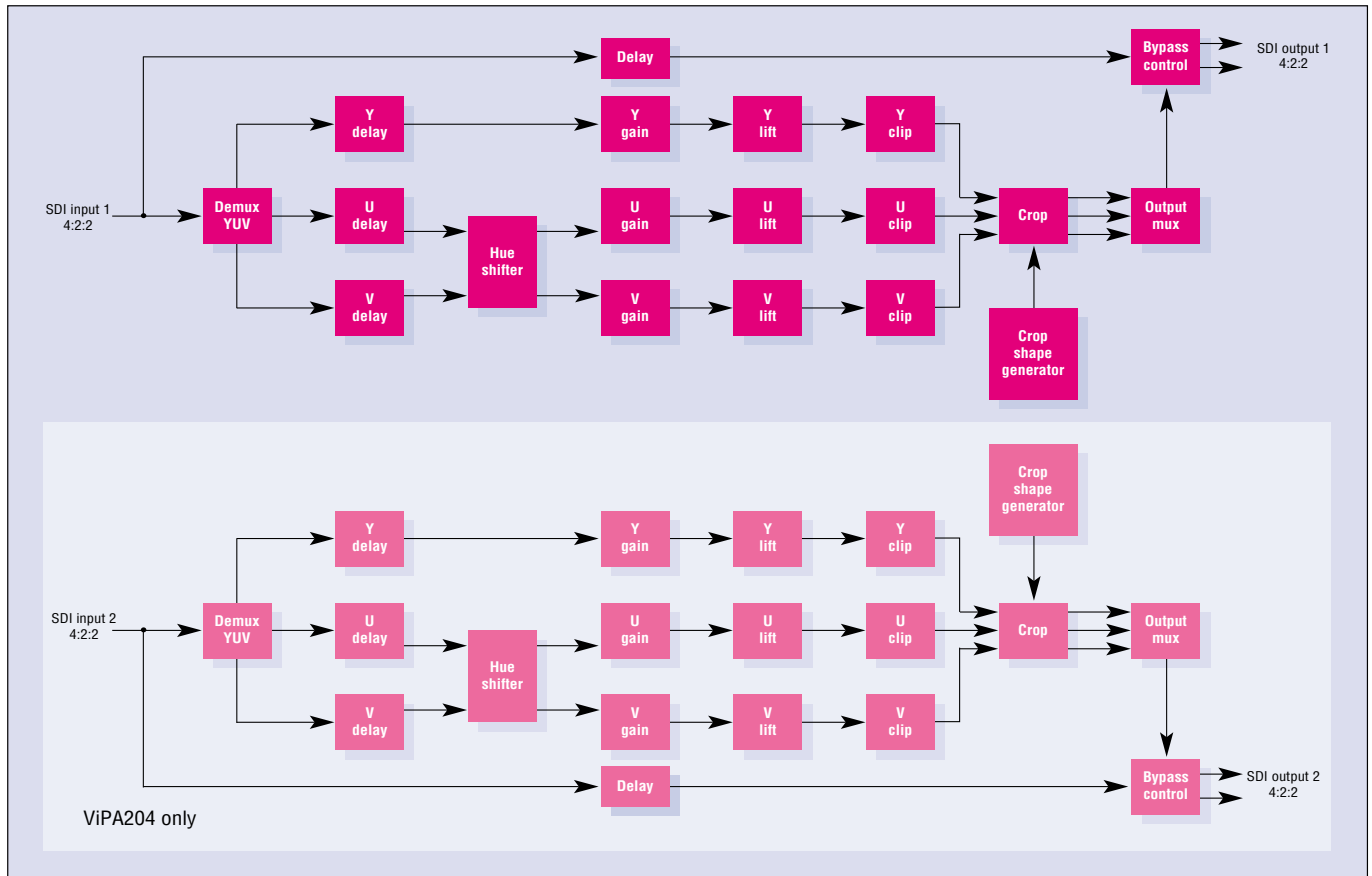 Delay
Bypass
control
SDI output 1
4:2:2
Y
delay
Y
gain
Y
lift
Y
clip
SDI input 1
4:2:2
Demux
YUV
U
delay
Hue
shifter
U
gain
U
lift
U
clip
Crop
Output
mux
V
delay
V
gain
V
lift
V
clip
Crop
shape
generator
Crop
shape
generator
Y
delay
Y
gain
Y
lift
Y
clip
SDI input 2
4:2:2
Demux
YUV
U
delay
Hue
shifter
U
gain
U
lift
U
clip
Crop
Output
mux
V
delay
V
gain
V
lift
V
clip
Delay
Bypass
control
SDI output 2
4:2:2
ViPA204 only